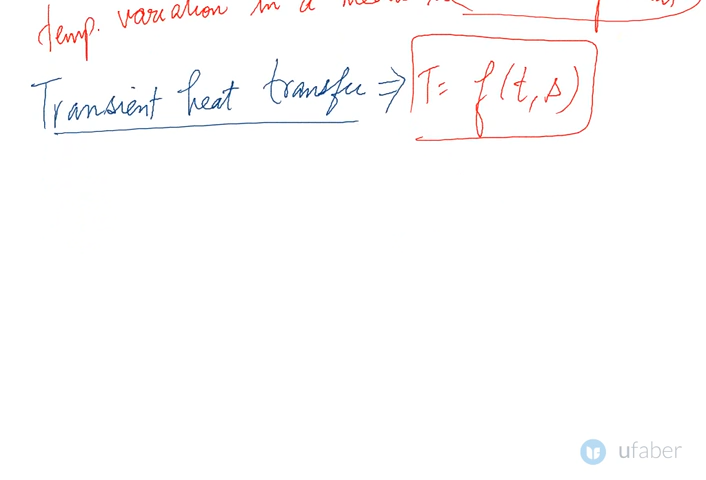 temp. variation in a
Transient heat transfer ⇒ T = f(t, s)
ufaber